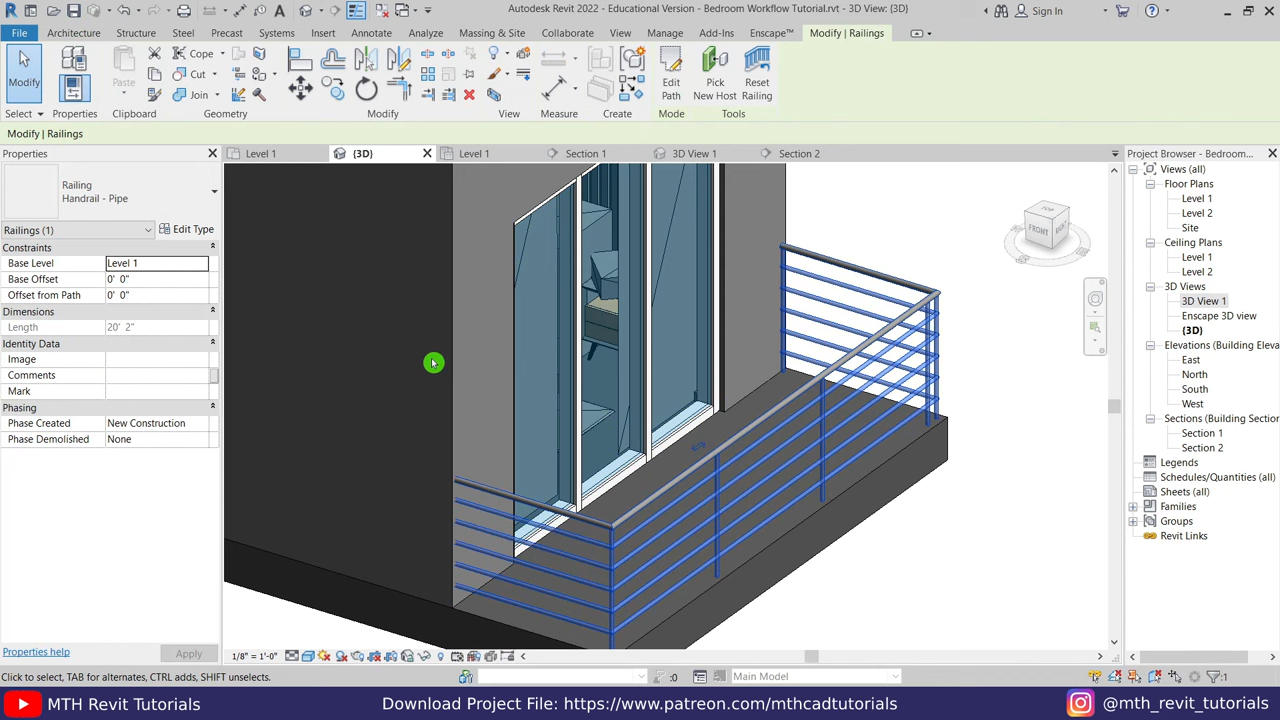 Autodesk Revit 2022 - Educational Version - Bedroom Workflow Tutorial.rvt - 3D View: {3D}
Sign In
File
Architecture
Structure
Steel
Precast
Systems
Insert
Annotate
Analyze
Massing & Site
Collaborate
View
Manage
Add-Ins
Enscape™
Modify | Railings
Modify
Paste
Cope
Cut
Join
Edit Path
Pick New Host
Reset Railing
Select
Properties
Clipboard
Geometry
Modify
View
Measure
Create
Mode
Tools
Modify | Railings
Properties
Level 1
{3D}
Level 1
Section 1
3D View 1
Section 2
Project Browser - Bedroom...
Railing
Handrail - Pipe
Railings (1)
Edit Type
Constraints
Base Level
Level 1
Base Offset
0' 0"
Offset from Path
0' 0"
Dimensions
Length
20' 2"
Identity Data
Image
Comments
Mark
Phasing
Phase Created
New Construction
Phase Demolished
None
Properties help
Apply
TOP
FRONT
Views (all)
Floor Plans
Level 1
Level 2
Site
Ceiling Plans
Level 1
Level 2
3D Views
3D View 1
Enscape 3D view
{3D}
Elevations (Building Eleva
East
North
South
West
Sections (Building Section
Section 1
Section 2
Legends
Schedules/Quantities (all)
Sheets (all)
Families
Groups
Revit Links
1/8" = 1'-0"
Click to select, TAB for alternates, CTRL adds, SHIFT unselects.
:0
Main Model
:1
MTH Revit Tutorials
Download Project File: https://www.patreon.com/mthcadtutorials
@mth_revit_tutorials